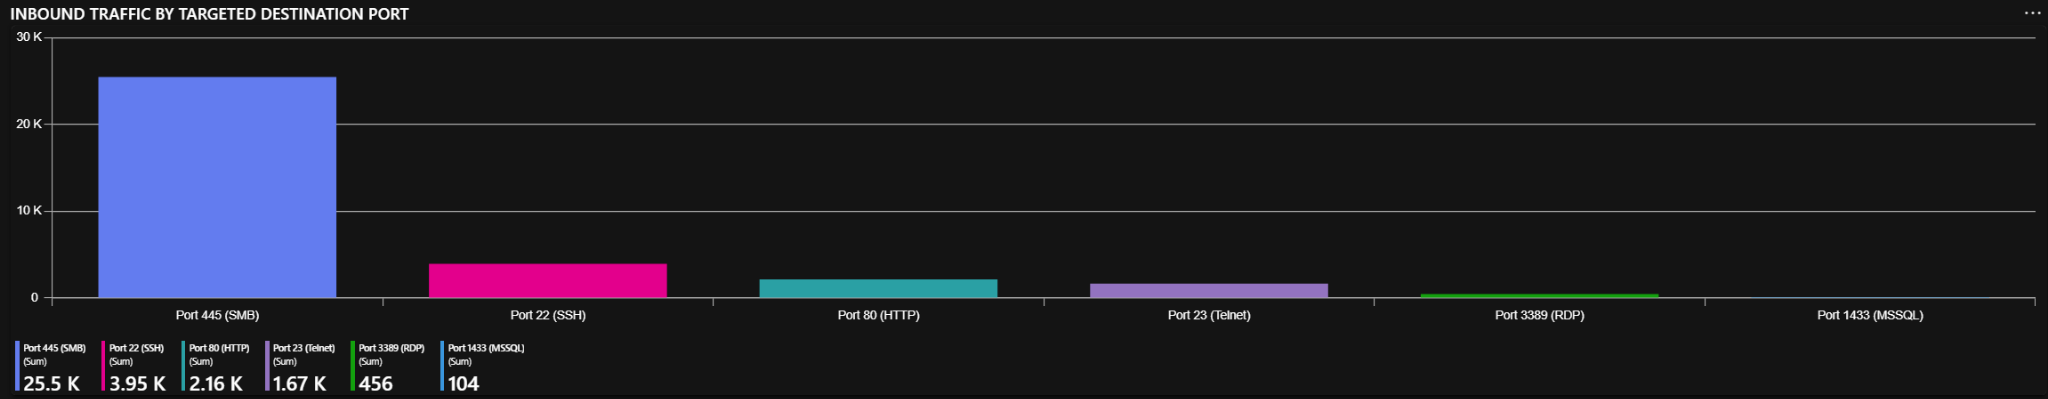 INBOUND TRAFFIC BY TARGETED DESTINATION PORT
...
30 K
20 K
10 K
0
Port 445 (SMB) Port 22 (SSH) Port 80 (HTTP) Port 23 (Telnet) Port 3389 (RDP) Port 1433 (MSSQL)
Port 445 (SMB) Port 22 (SSH) Port 80 (HTTP) Port 23 (Telnet) Port 3389 (RDP) Port 1433 (MSSQL)
(Sum) (Sum) (Sum) (Sum) (Sum) (Sum)
25.5 K 3.95 K 2.16 K 1.67 K 456 104